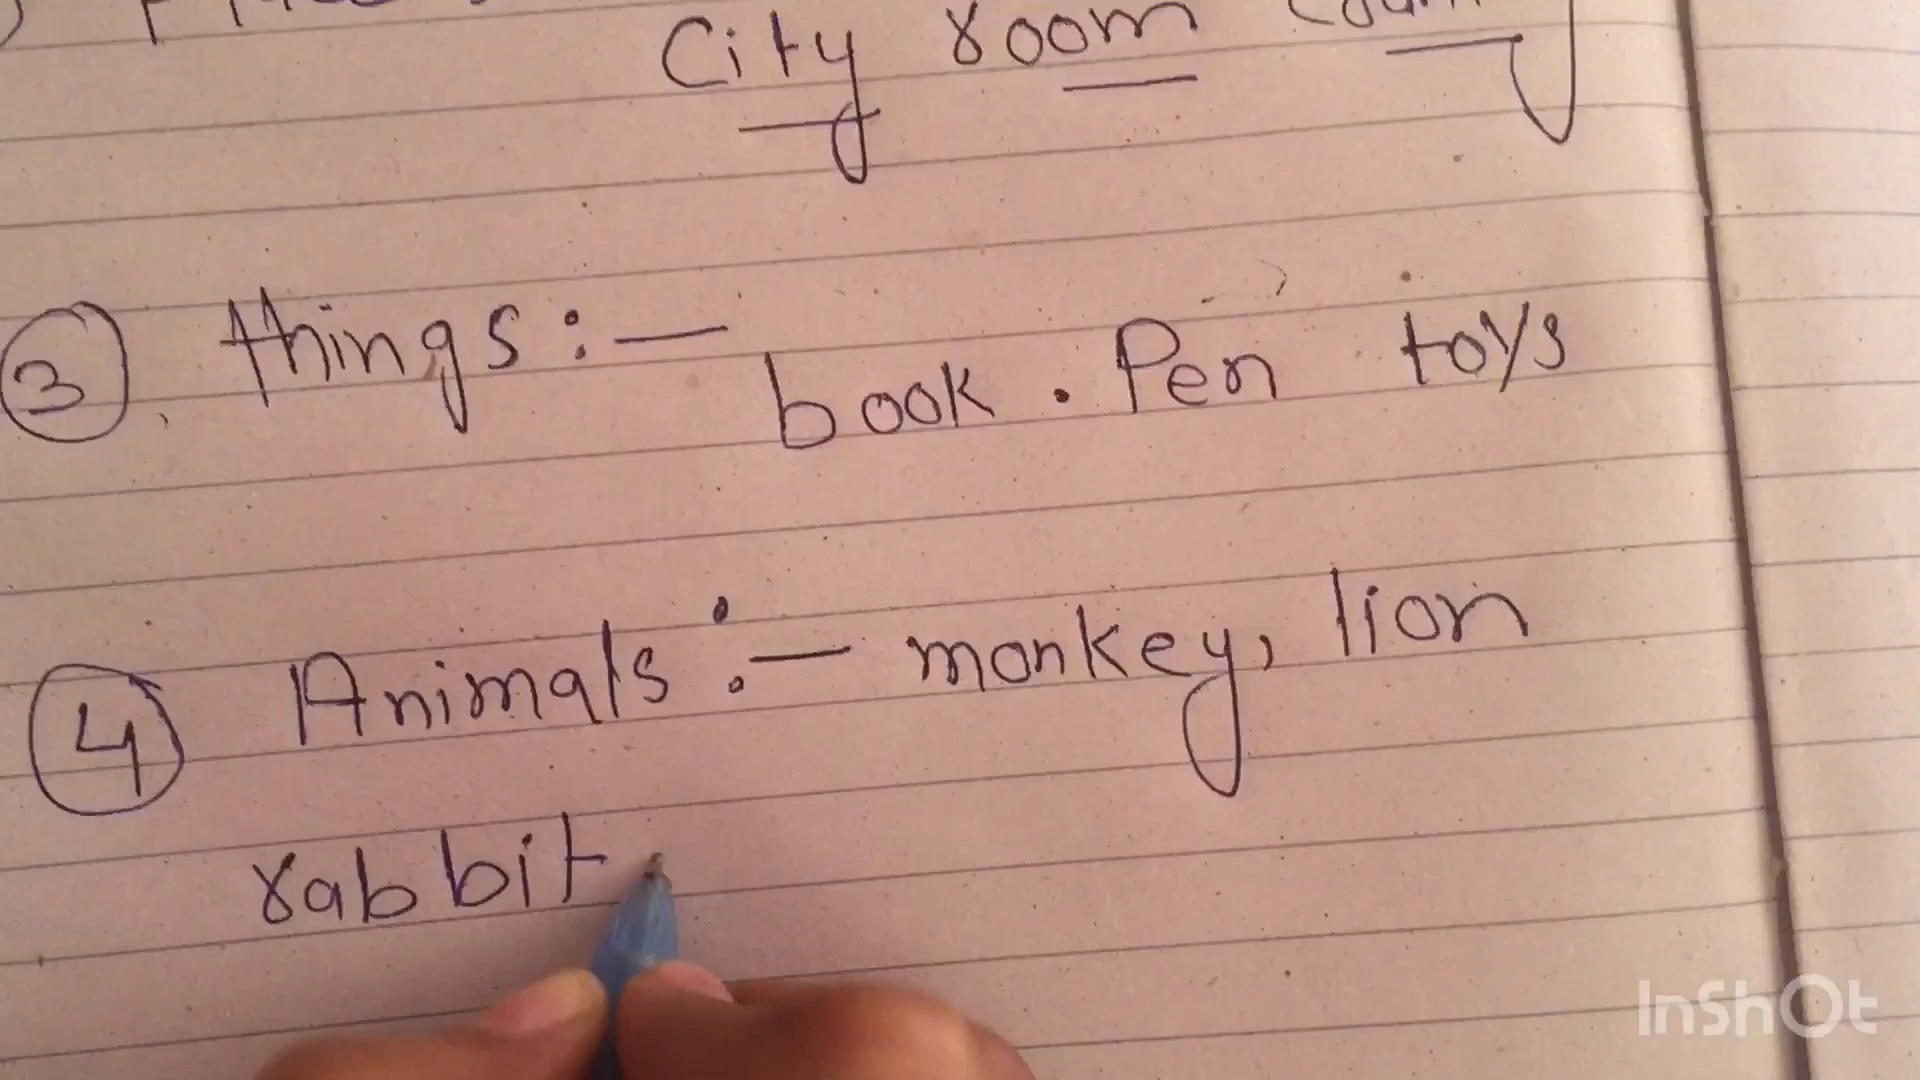 City room
③ things :— book . Pen toys
④ Animals :— monkey, lion
rabbit
InShOt